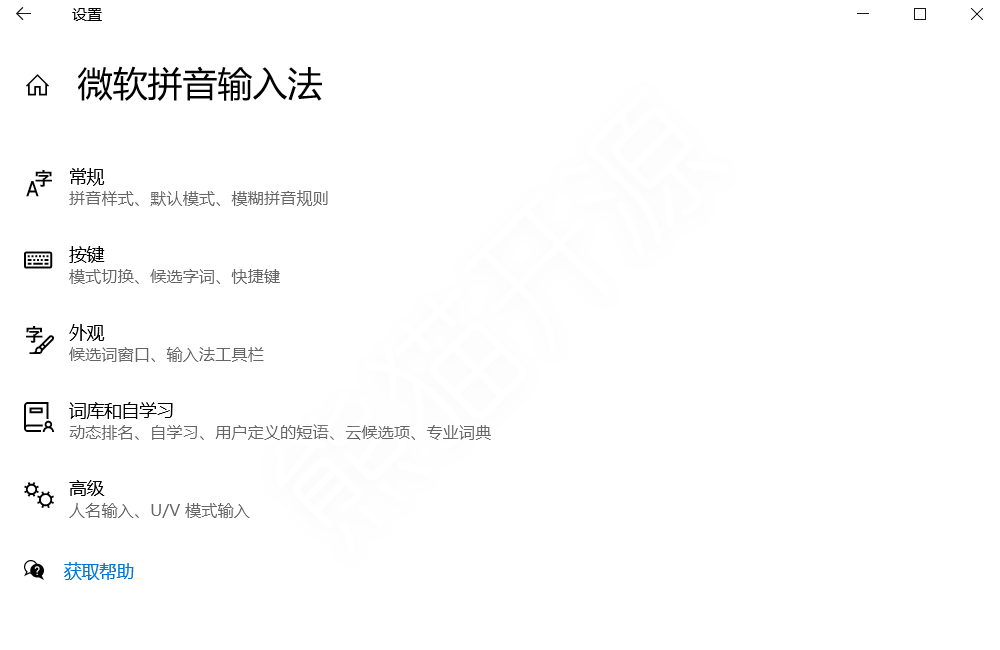 设置
微软拼音输入法
常规
拼音样式、默认模式、模糊拼音规则
按键
模式切换、候选字词、快捷键
外观
候选词窗口、输入法工具栏
词库和自学习
动态排名、自学习、用户定义的短语、云候选项、专业词典
高级
人名输入、U/V 模式输入
获取帮助
熊猫开源